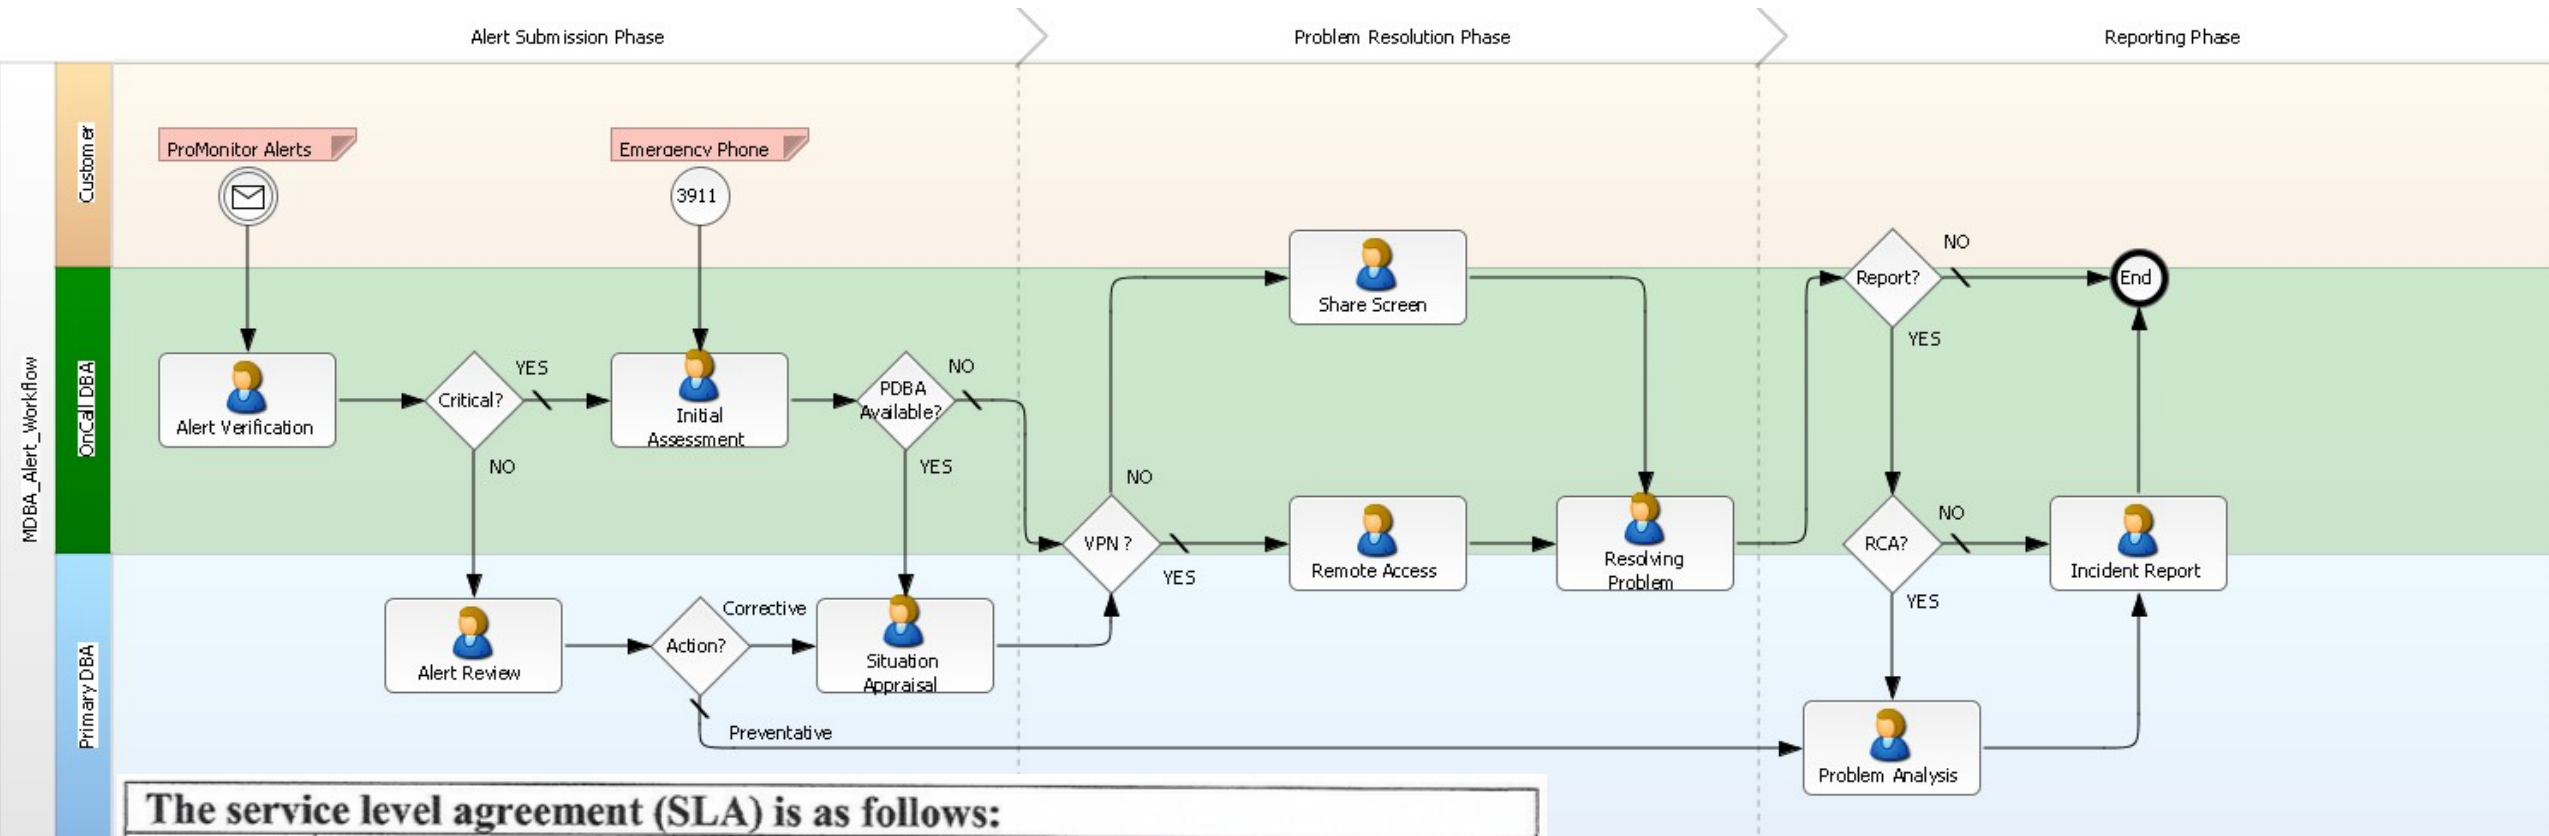 Alert Submission Phase
Problem Resolution Phase
Reporting Phase
MDBA_Alert_Workflow
Customer
OnCall DBA
Primary DBA
ProMonitor Alerts
Emergency Phone
3911
Share Screen
Report?
NO
End
YES
Alert Verification
Critical?
YES
NO
Initial
Assessment
PDBA
Available?
NO
YES
VPN ?
NO
YES
Remote Access
Resolving
Problem
RCA?
NO
YES
Incident Report
Alert Review
Action?
Corrective
Preventative
Situation
Appraisal
Problem Analysis
The service level agreement (SLA) is as follows: